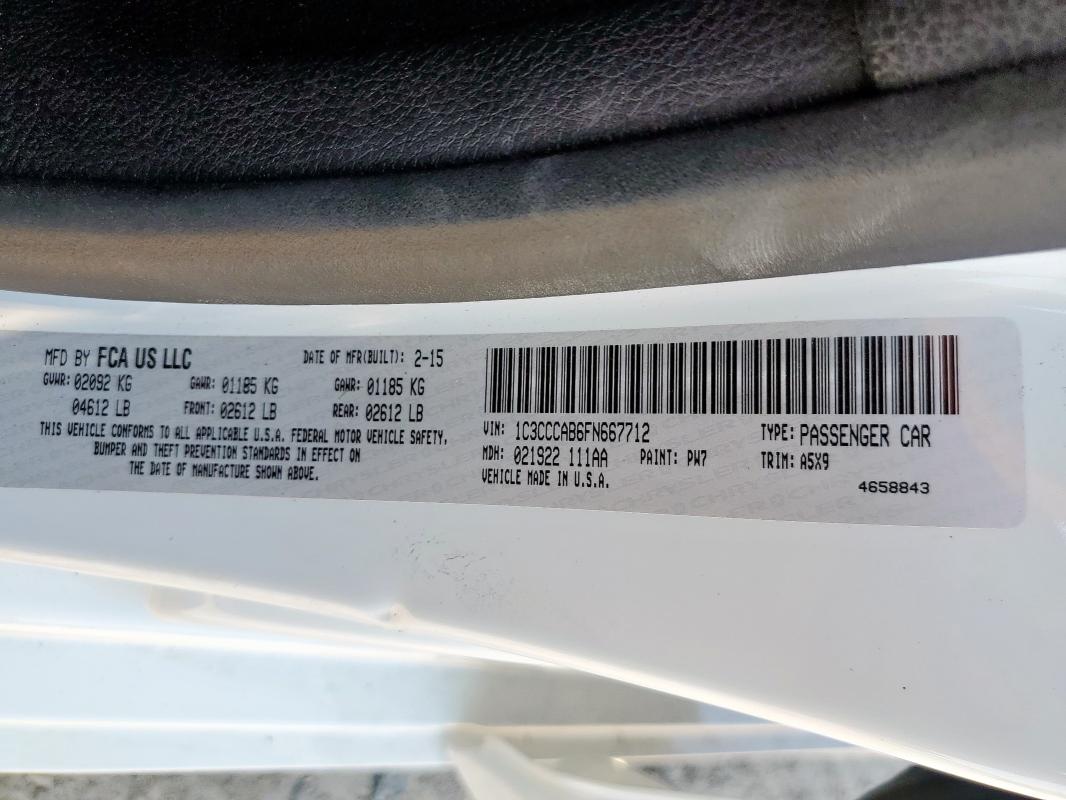 MFD BY FCA US LLC
DATE OF MFR(BUILT): 2-15
GVWR: 02092 KG
GAWR: 01185 KG
GAWR: 01185 KG
04612 LB
FRONT: 02612 LB
REAR: 02612 LB
THIS VEHICLE CONFORMS TO ALL APPLICABLE U.S.A. FEDERAL MOTOR VEHICLE SAFETY,
BUMPER AND THEFT PREVENTION STANDARDS IN EFFECT ON
THE DATE OF MANUFACTURE SHOWN ABOVE.
VIN: 1C3CCCAB6FN667712
TYPE: PASSENGER CAR
MDH: 021922 111AA
PAINT: PW7
TRIM: A5X9
VEHICLE MADE IN U.S.A.
4658843